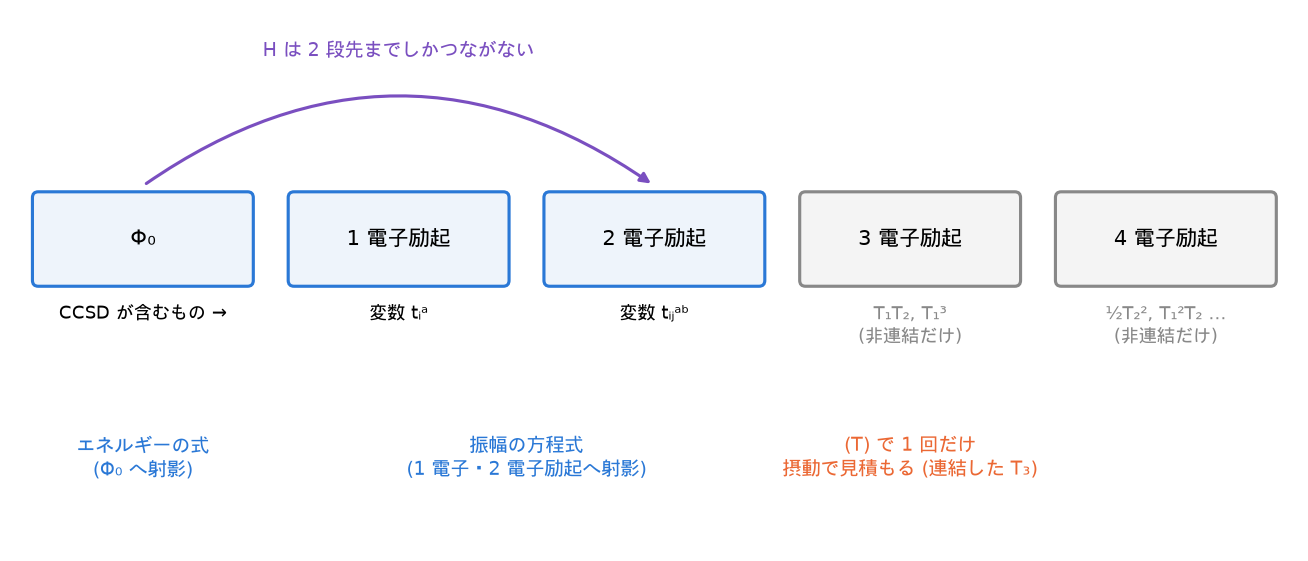 H は 2 段先までしかつながない
Φ₀
1 電子励起
2 電子励起
3 電子励起
4 電子励起
CCSD が含むもの →
変数 tᵢᵃ
変数 tᵢⱼᵃᵇ
T₁T₂, T₁³
(非連結だけ)
½T₂², T₁²T₂ …
(非連結だけ)
エネルギーの式
(Φ₀ へ射影)
振幅の方程式
(1 電子・2 電子励起へ射影)
(T) で 1 回だけ
摂動で見積もる (連結した T₃)